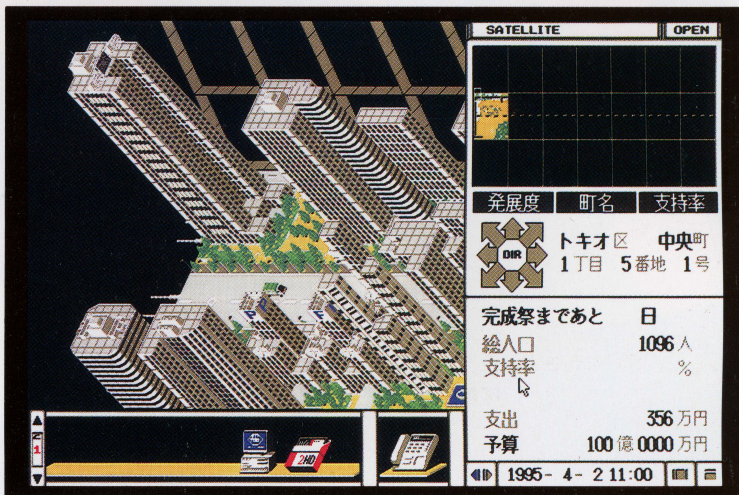 SATELLITE OPEN
発展度 町名 支持率
DIR
トキオ区 中央町
1丁目 5番地 1号
完成祭まであと 日
総人口 1096人
支持率 %
支出 356万円
予算 100億0000万円
1995- 4- 2 11:00
N
1
2HD